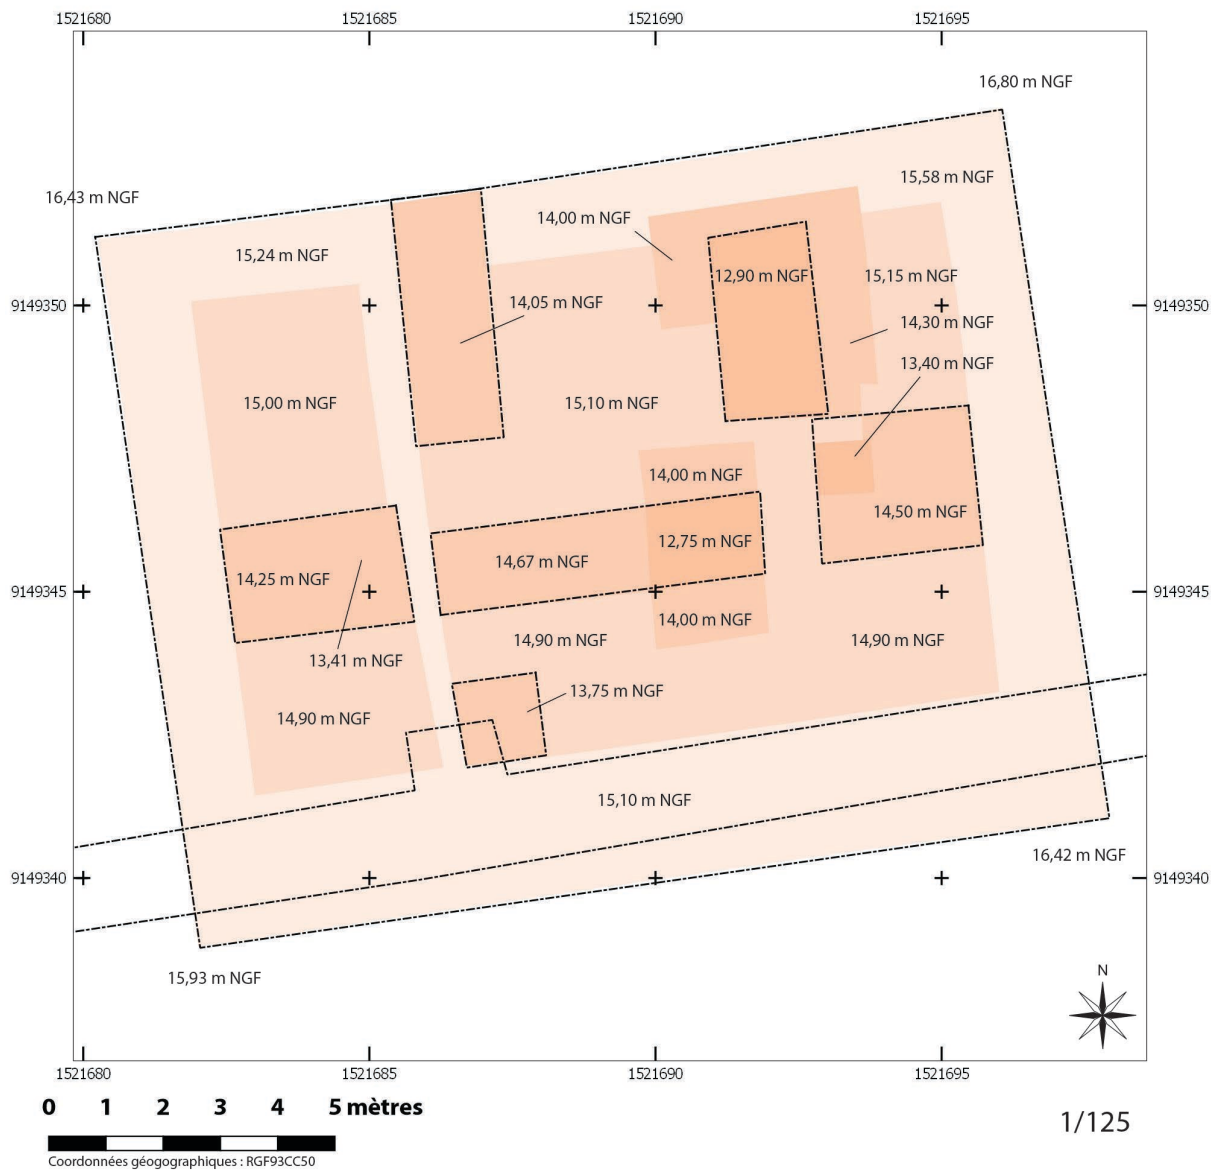 1521680 1521685 1521690 1521695
16,80 m NGF
15,58 m NGF
16,43 m NGF
14,00 m NGF
15,24 m NGF
12,90 m NGF
15,15 m NGF
9149350
14,05 m NGF
9149350
14,30 m NGF
13,40 m NGF
15,00 m NGF
15,10 m NGF
14,00 m NGF
14,50 m NGF
12,75 m NGF
14,67 m NGF
14,25 m NGF
9149345
9149345
14,00 m NGF
14,90 m NGF
14,90 m NGF
13,41 m NGF
13,75 m NGF
14,90 m NGF
15,10 m NGF
16,42 m NGF
9149340
9149340
15,93 m NGF
N
1521680 1521685 1521690 1521695
0 1 2 3 4 5 mètres
1/125
Coordonnées géogographiques : RGF93CC50